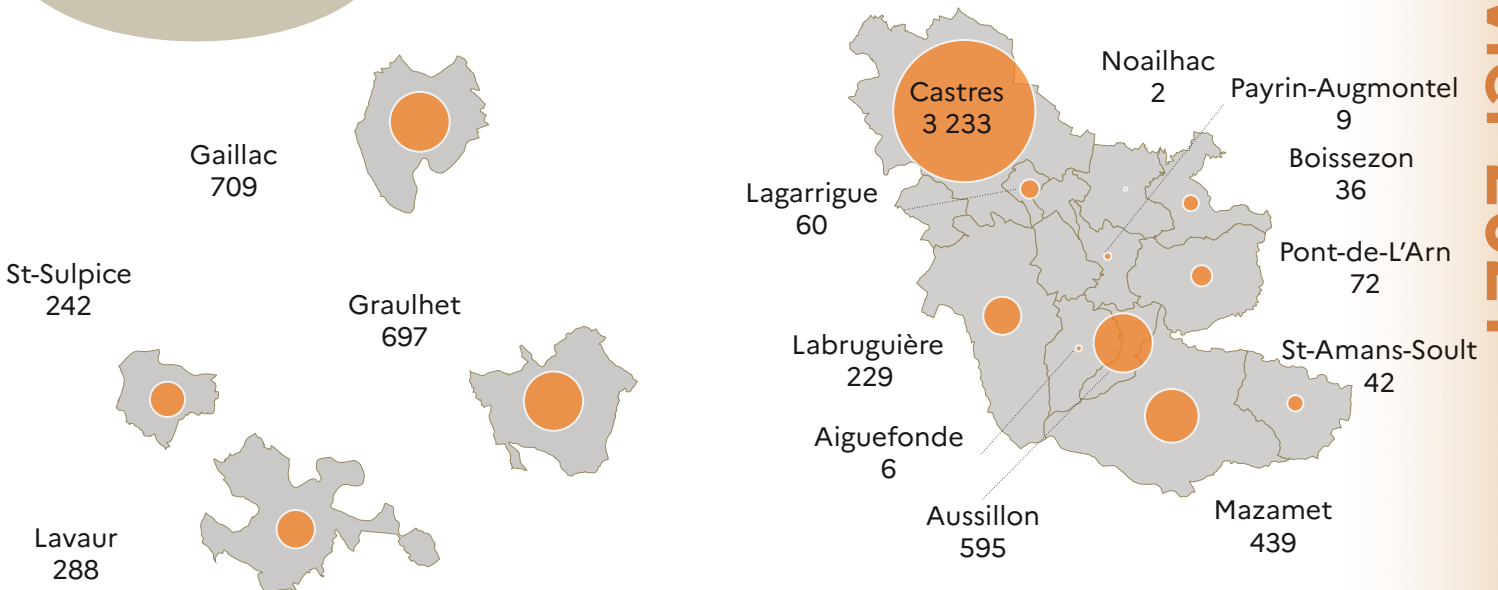 Gaillac
709
St-Sulpice
242
Graulhet
697
Lavaur
288
Castres
3 233
Noailhac
2
Payrin-Augmontel
9
Boissezon
36
Lagarrigue
60
Pont-de-L'Arn
72
Labruguière
229
St-Amans-Soult
42
Aiguefonde
6
Aussillon
595
Mazamet
439